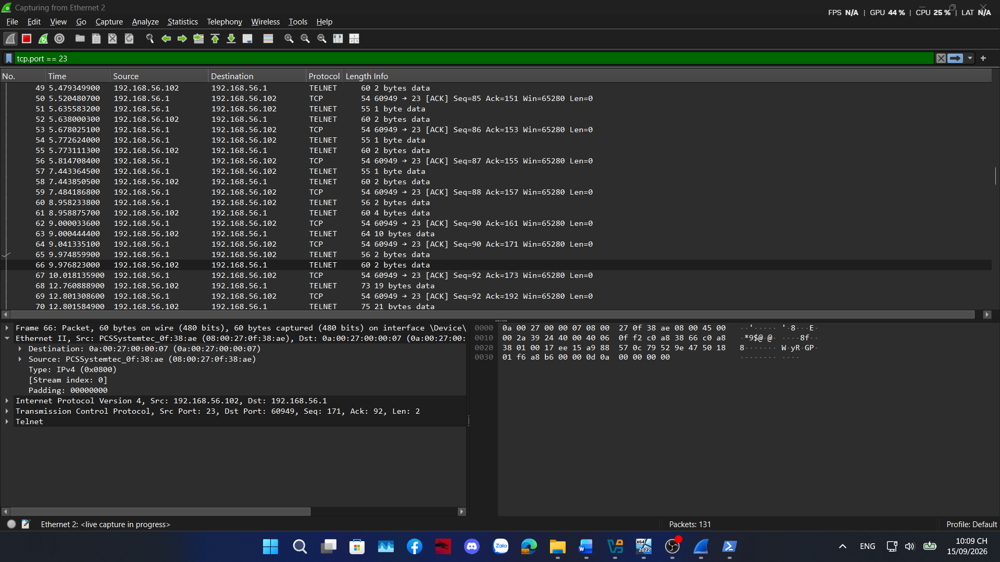 Capturing from Ethernet 2
FPS N/A | GPU 44 % | CPU 25 % | LAT N/A
File Edit View Go Capture Analyze Statistics Telephony Wireless Tools Help
tcp.port == 23
No. Time Source Destination Protocol Length Info
49 5.479349900 192.168.56.102 192.168.56.1 TELNET 60 2 bytes data
50 5.520480700 192.168.56.1 192.168.56.102 TCP 54 60949 → 23 [ACK] Seq=85 Ack=151 Win=65280 Len=0
51 5.635583200 192.168.56.1 192.168.56.102 TELNET 55 1 byte data
52 5.638000300 192.168.56.102 192.168.56.1 TELNET 60 2 bytes data
53 5.678025100 192.168.56.1 192.168.56.102 TCP 54 60949 → 23 [ACK] Seq=86 Ack=153 Win=65280 Len=0
54 5.772624000 192.168.56.1 192.168.56.102 TELNET 55 1 byte data
55 5.773111300 192.168.56.102 192.168.56.1 TELNET 60 2 bytes data
56 5.814708400 192.168.56.1 192.168.56.102 TCP 54 60949 → 23 [ACK] Seq=87 Ack=155 Win=65280 Len=0
57 7.443364500 192.168.56.1 192.168.56.102 TELNET 55 1 byte data
58 7.443850500 192.168.56.102 192.168.56.1 TELNET 60 2 bytes data
59 7.484186800 192.168.56.1 192.168.56.102 TCP 54 60949 → 23 [ACK] Seq=88 Ack=157 Win=65280 Len=0
60 8.958233800 192.168.56.1 192.168.56.102 TELNET 56 2 bytes data
61 8.958875700 192.168.56.102 192.168.56.1 TELNET 60 4 bytes data
62 9.000033600 192.168.56.1 192.168.56.102 TCP 54 60949 → 23 [ACK] Seq=90 Ack=161 Win=65280 Len=0
63 9.000444400 192.168.56.102 192.168.56.1 TELNET 64 10 bytes data
64 9.041335100 192.168.56.1 192.168.56.102 TCP 54 60949 → 23 [ACK] Seq=90 Ack=171 Win=65280 Len=0
65 9.974859900 192.168.56.1 192.168.56.102 TELNET 56 2 bytes data
66 9.976823000 192.168.56.102 192.168.56.1 TELNET 60 2 bytes data
67 10.018135900 192.168.56.1 192.168.56.102 TCP 54 60949 → 23 [ACK] Seq=92 Ack=173 Win=65280 Len=0
68 12.760888900 192.168.56.102 192.168.56.1 TELNET 73 19 bytes data
69 12.801308600 192.168.56.1 192.168.56.102 TCP 54 60949 → 23 [ACK] Seq=92 Ack=192 Win=65280 Len=0
70 12.801584900 192.168.56.102 192.168.56.1 TELNET 75 21 bytes data
Frame 66: Packet, 60 bytes on wire (480 bits), 60 bytes captured (480 bits) on interface \Device\
Ethernet II, Src: PCSSystemtec_0f:38:ae (08:00:27:0f:38:ae), Dst: 0a:00:27:00:00:07 (0a:00:27:00:
Destination: 0a:00:27:00:00:07 (0a:00:27:00:00:07)
Source: PCSSystemtec_0f:38:ae (08:00:27:0f:38:ae)
Type: IPv4 (0x0800)
[Stream index: 0]
Padding: 00000000
Internet Protocol Version 4, Src: 192.168.56.102, Dst: 192.168.56.1
Transmission Control Protocol, Src Port: 23, Dst Port: 60949, Seq: 171, Ack: 92, Len: 2
Telnet
0000 0a 00 27 00 00 07 08 00 27 0f 38 ae 08 00 45 00 ··'····· '·8···E·
0010 00 2a 39 24 40 00 40 06 0f f2 c0 a8 38 66 c0 a8 ·*9$@·@· ····8f··
0020 38 01 00 17 ee 15 a9 88 57 0c 79 52 9e 47 50 18 8······· W·yR·GP·
0030 01 f6 a8 b6 00 00 0d 0a 00 00 00 00 ········ ····
Ethernet 2: <live capture in progress>
Packets: 131
Profile: Default
Zalo
x64
2022
ENG
10:09 CH
15/09/2026